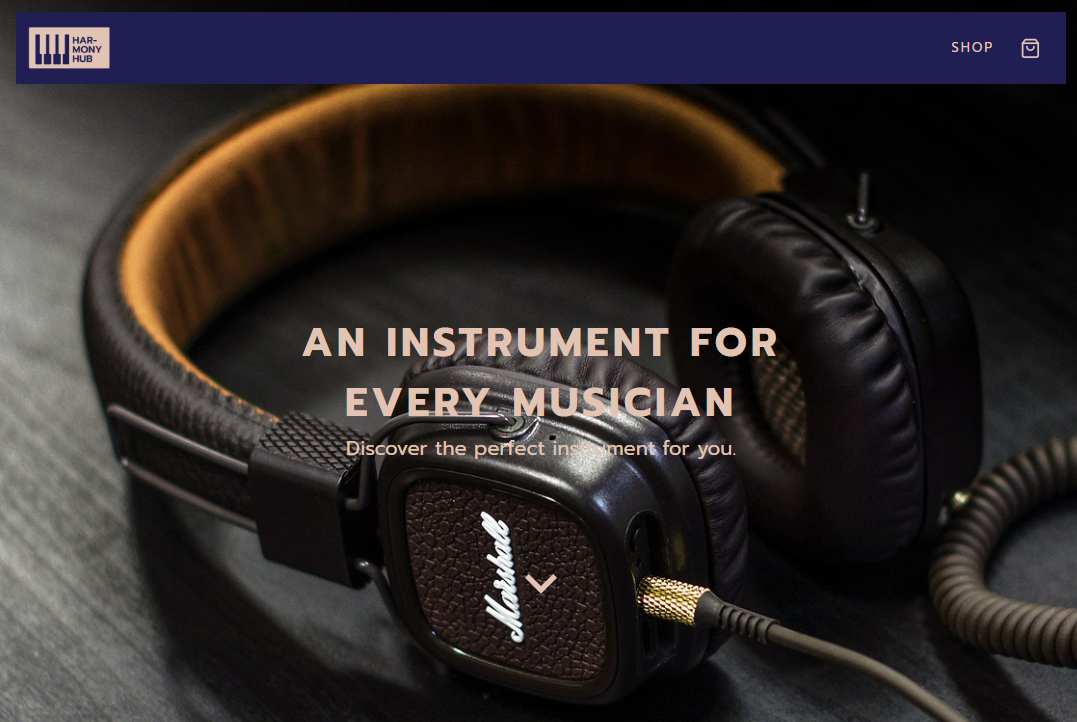 HAR-
MONY
HUB
SHOP
AN INSTRUMENT FOR
EVERY MUSICIAN
Discover the perfect instrument for you.
Marshall